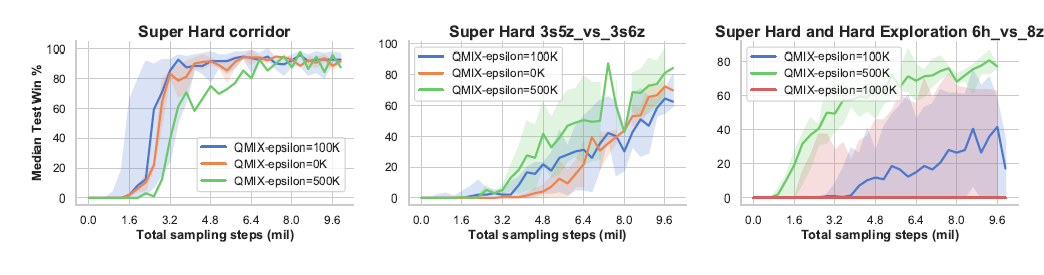 Super Hard corridor
Median Test Win %
100
80
60
40
20
0
QMIX-epsilon=100K
QMIX-epsilon=0K
QMIX-epsilon=500K
0.0 1.6 3.2 4.8 6.4 8.0 9.6
Total sampling steps (mil)
Super Hard 3s5z_vs_3s6z
100
80
60
40
20
0
QMIX-epsilon=100K
QMIX-epsilon=0K
QMIX-epsilon=500K
0.0 1.6 3.2 4.8 6.4 8.0 9.6
Total sampling steps (mil)
Super Hard and Hard Exploration 6h_vs_8z
80
60
40
20
0
QMIX-epsilon=100K
QMIX-epsilon=500K
QMIX-epsilon=1000K
0.0 1.6 3.2 4.8 6.4 8.0 9.6
Total sampling steps (mil)